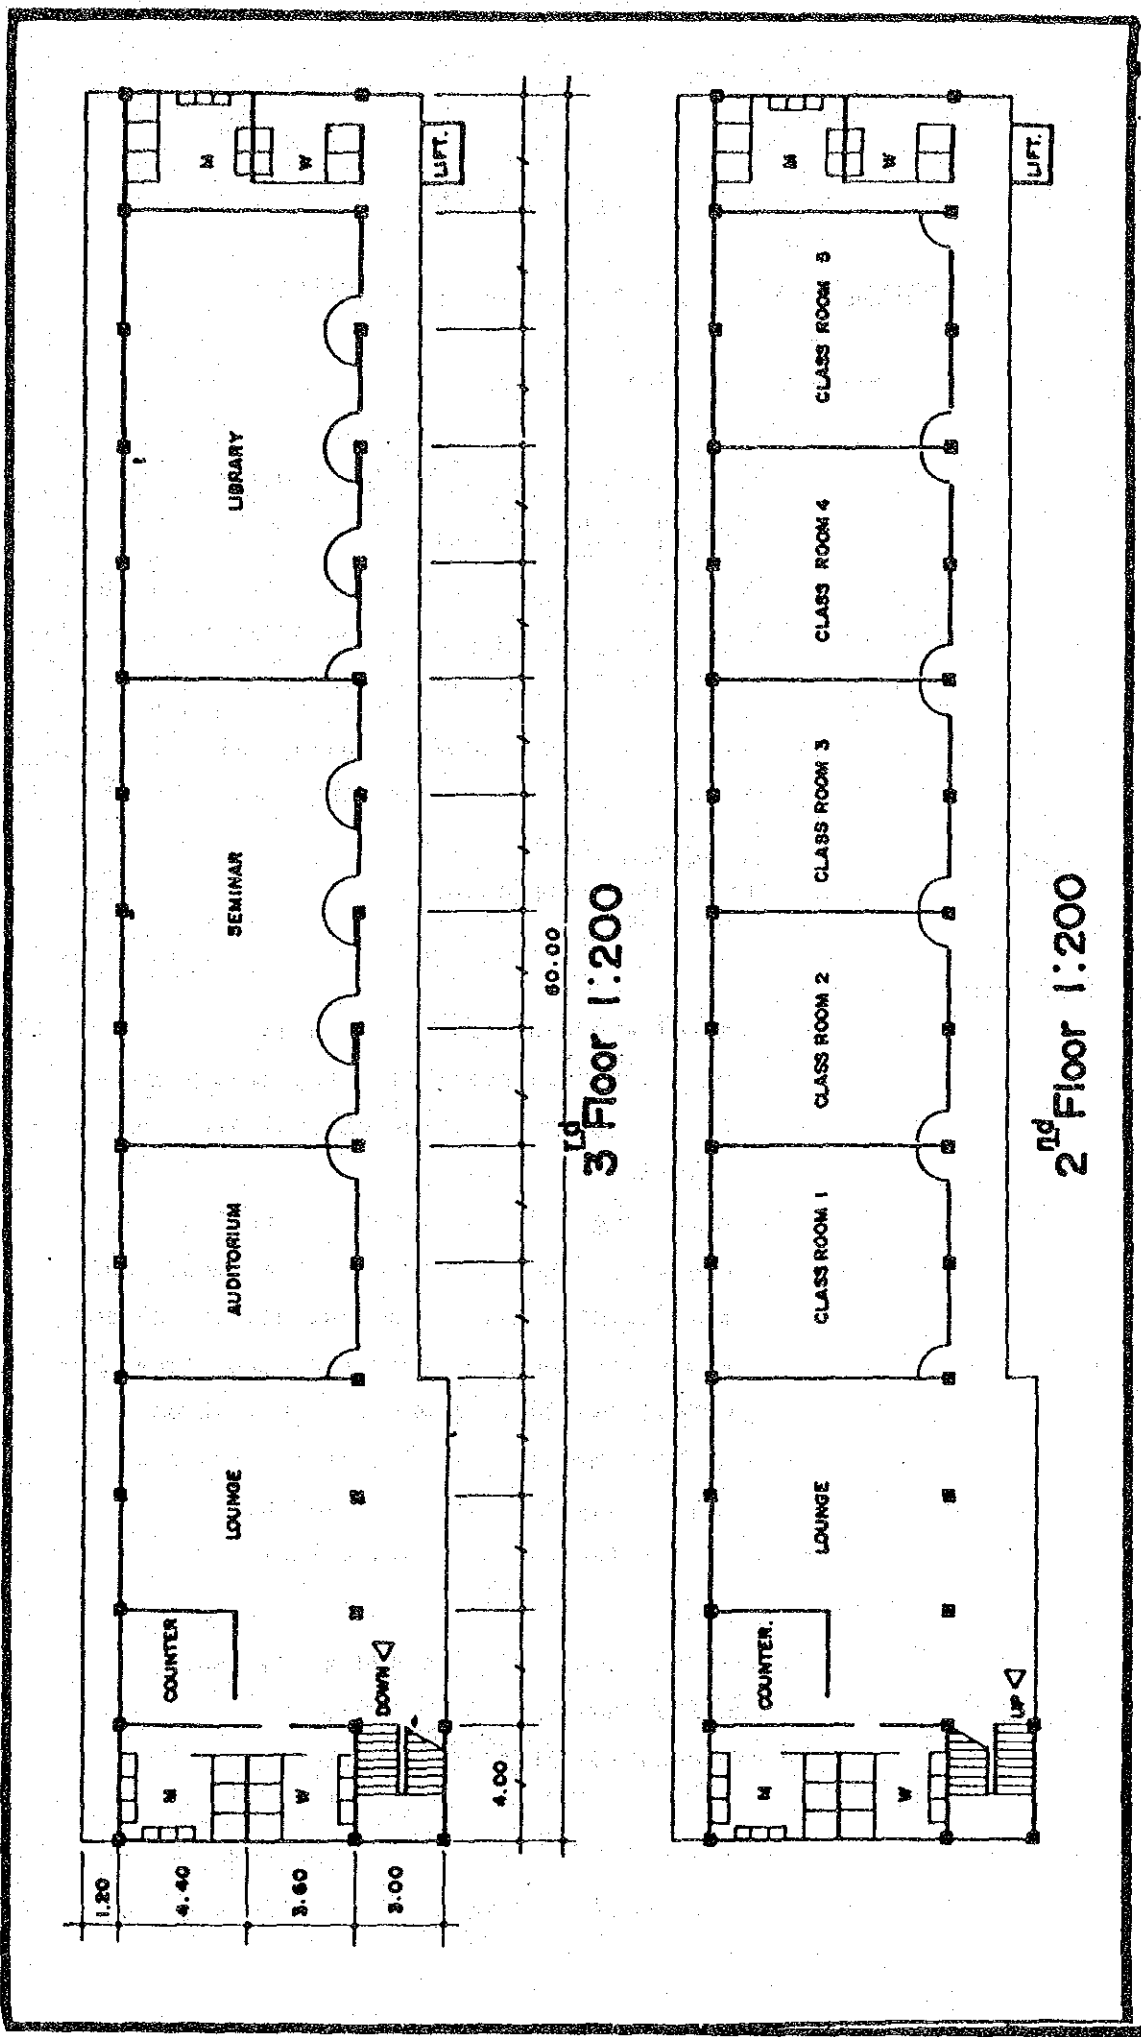 M
W
LIFT.
LIBRARY
SEMINAR
AUDITORIUM
LOUNGE
COUNTER
DOWN
M
W
1.20
4.40
3.60
3.00
4.00
60.00
3rd Floor 1:200
M
W
LIFT.
CLASS ROOM 5
CLASS ROOM 4
CLASS ROOM 3
CLASS ROOM 2
CLASS ROOM 1
LOUNGE
COUNTER.
UP
M
W
2nd Floor 1:200